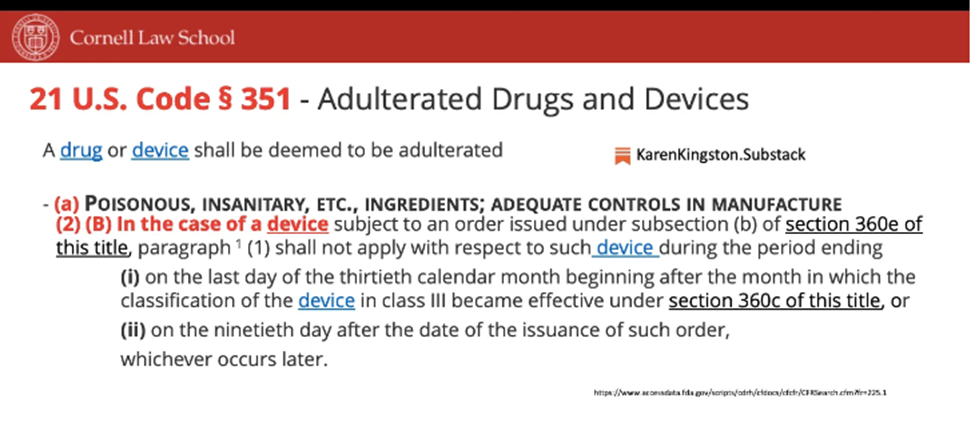 Cornell Law School
21 U.S. Code § 351 - Adulterated Drugs and Devices
A drug or device shall be deemed to be adulterated
KarenKingston.Substack
- (a) POISONOUS, INSANITARY, ETC., INGREDIENTS; ADEQUATE CONTROLS IN MANUFACTURE
(2) (B) In the case of a device subject to an order issued under subsection (b) of section 360e of
this title, paragraph ¹ (1) shall not apply with respect to such device during the period ending
(i) on the last day of the thirtieth calendar month beginning after the month in which the
classification of the device in class III became effective under section 360c of this title, or
(ii) on the ninetieth day after the date of the issuance of such order,
whichever occurs later.
https://www.accessdata.fda.gov/scripts/cdrh/cfdocs/cfcfr/CFRSearch.cfm?fr=225.1